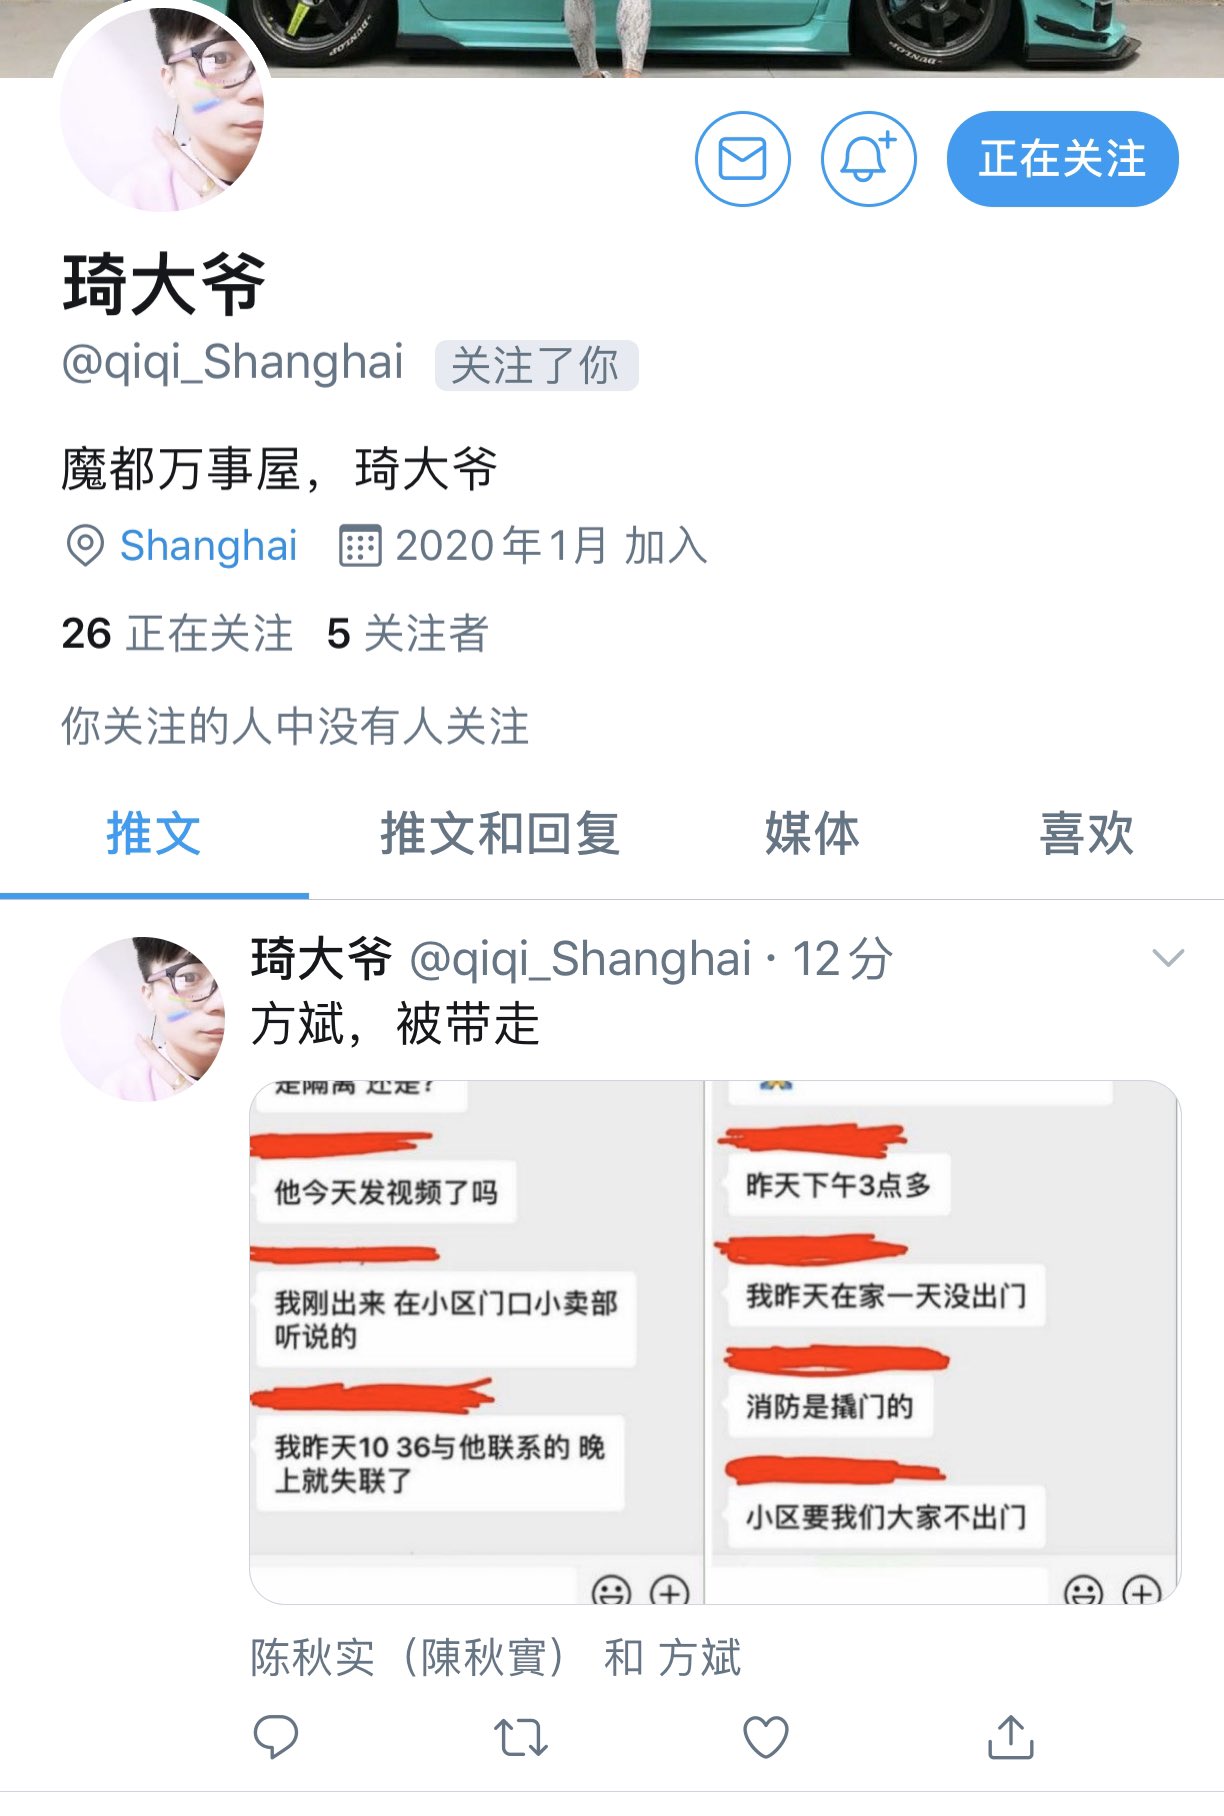 DUNLOP
DUNLOP
正在关注
琦大爷
@qiqi_Shanghai 关注了你
魔都万事屋，琦大爷
Shanghai 2020年1月 加入
26 正在关注 5 关注者
你关注的人中没有人关注
推文 推文和回复 媒体 喜欢
琦大爷 @qiqi_Shanghai · 12分
方斌，被带走
是隔离 还是?
他今天发视频了吗
我刚出来 在小区门口小卖部
听说的
我昨天10 36与他联系的 晚
上就失联了
昨天下午3点多
我昨天在家一天没出门
消防是撬门的
小区要我们大家不出门
陈秋实（陳秋實） 和 方斌